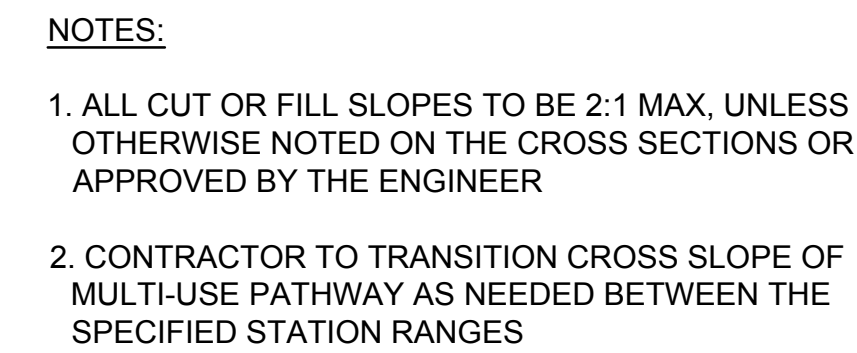 NOTES:
1. ALL CUT OR FILL SLOPES TO BE 2:1 MAX, UNLESS
OTHERWISE NOTED ON THE CROSS SECTIONS OR
APPROVED BY THE ENGINEER
2. CONTRACTOR TO TRANSITION CROSS SLOPE OF
MULTI-USE PATHWAY AS NEEDED BETWEEN THE
SPECIFIED STATION RANGES